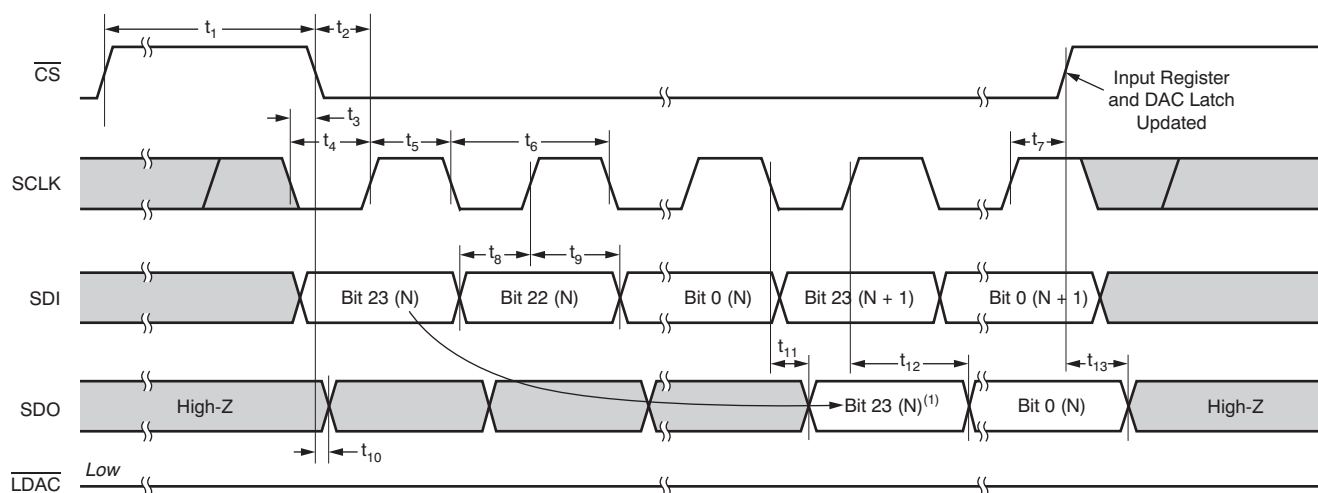 t1 t2
CS
Input Register
and DAC Latch
Updated
t3
t4 t5 t6 t7
SCLK
t8 t9
SDI Bit 23 (N) Bit 22 (N) Bit 0 (N) Bit 23 (N + 1) Bit 0 (N + 1)
t11 t12 t13
SDO High-Z Bit 23 (N)(1) Bit 0 (N) High-Z
t10
Low
LDAC